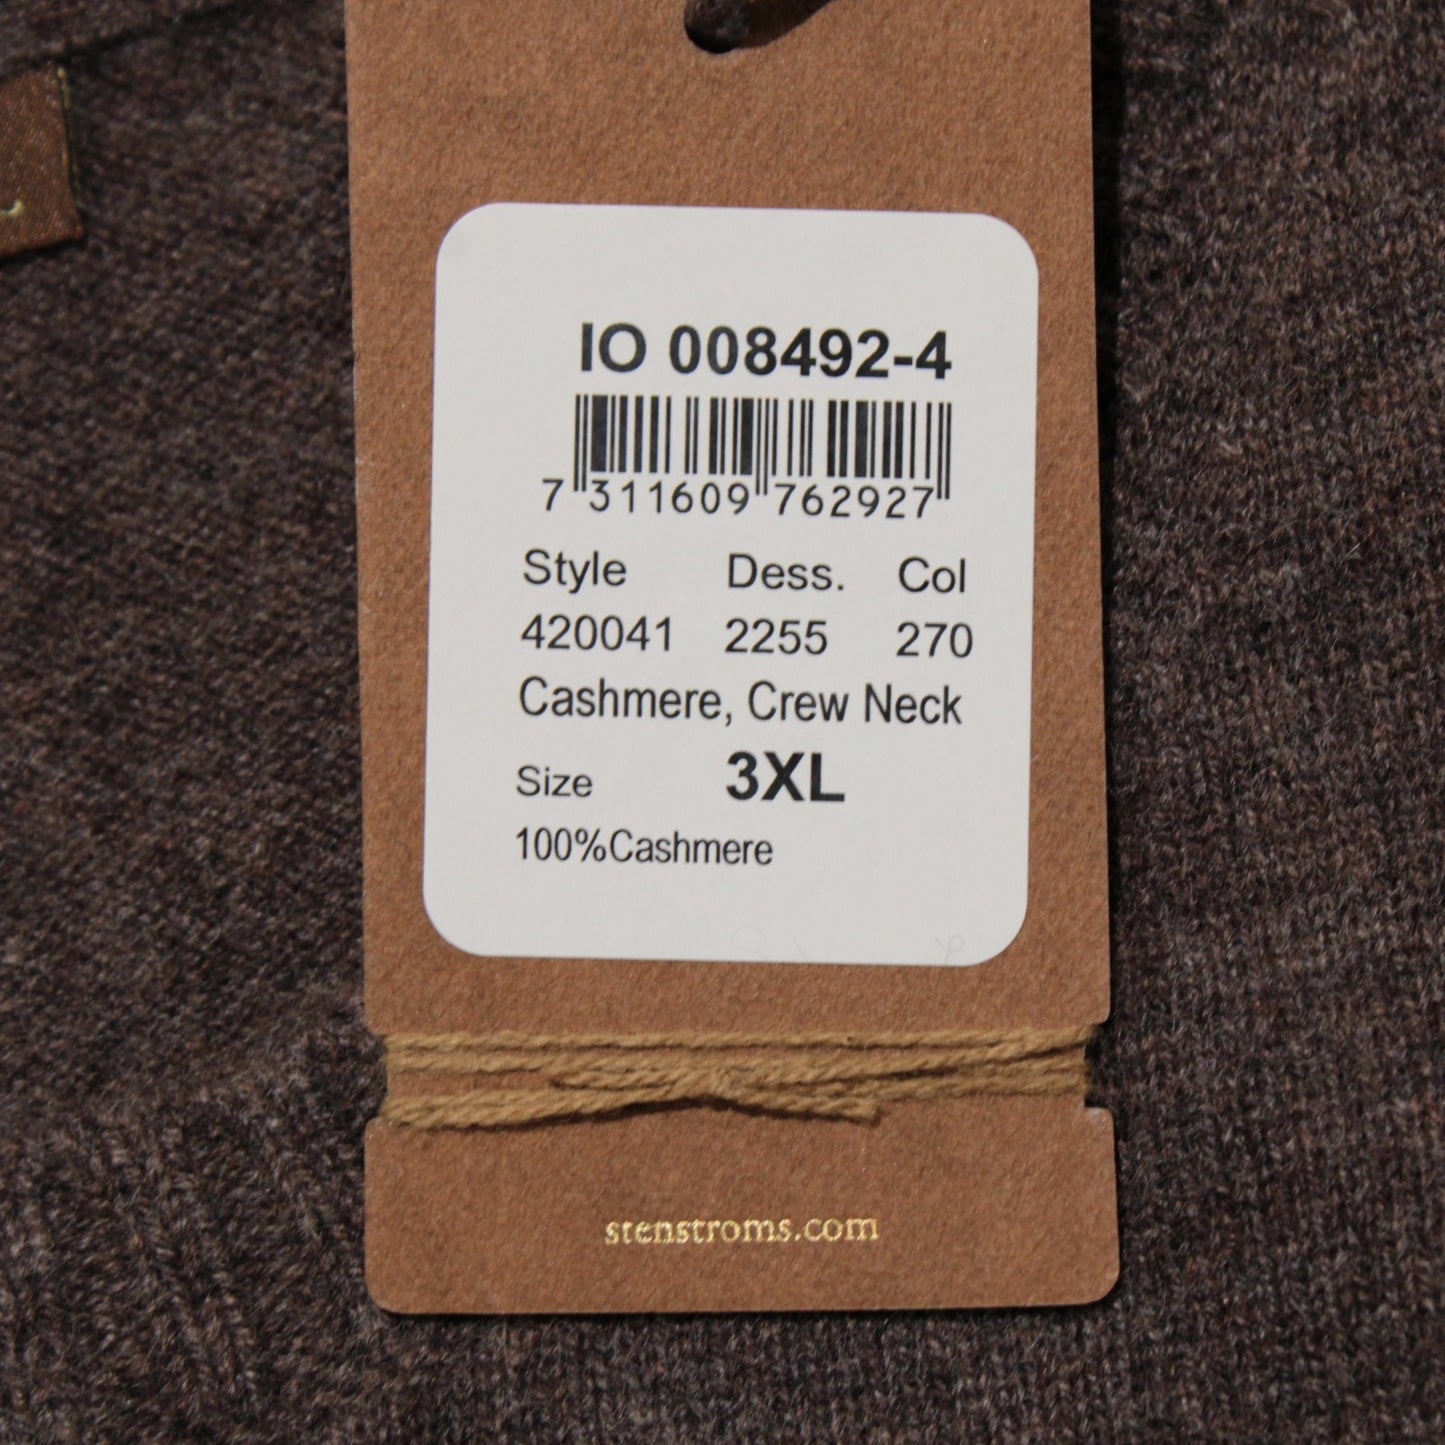 IO 008492-4
7 311609 762927
Style Dess. Col
420041 2255 270
Cashmere, Crew Neck
Size 3XL
100%Cashmere
stenstroms.com